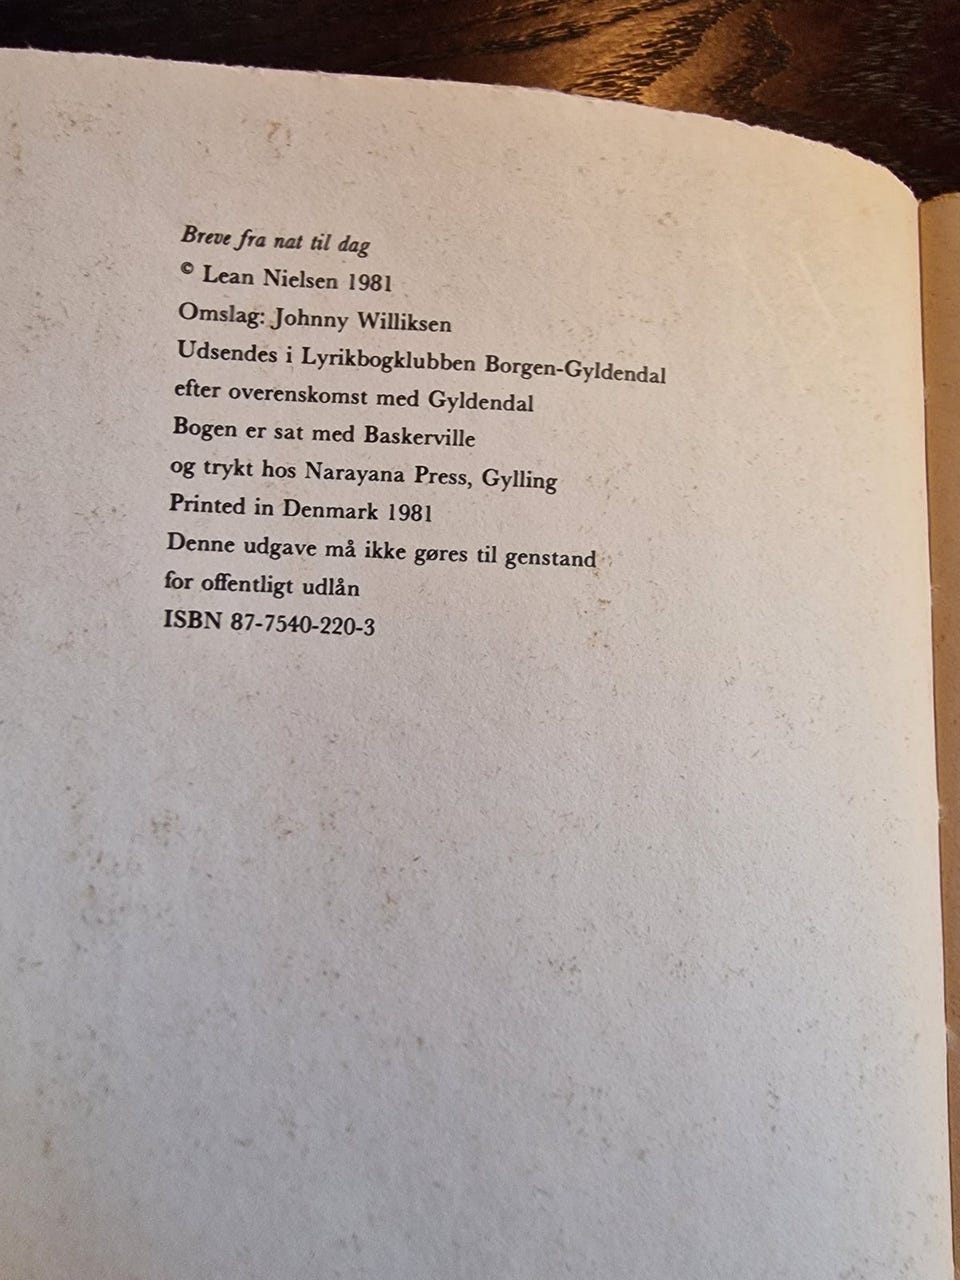 Breve fra nat til dag
© Lean Nielsen 1981
Omslag: Johnny Williksen
Udsendes i Lyrikbogklubben Borgen-Gyldendal
efter overenskomst med Gyldendal
Bogen er sat med Baskerville
og trykt hos Narayana Press, Gylling
Printed in Denmark 1981
Denne udgave må ikke gøres til genstand
for offentligt udlån
ISBN 87-7540-220-3